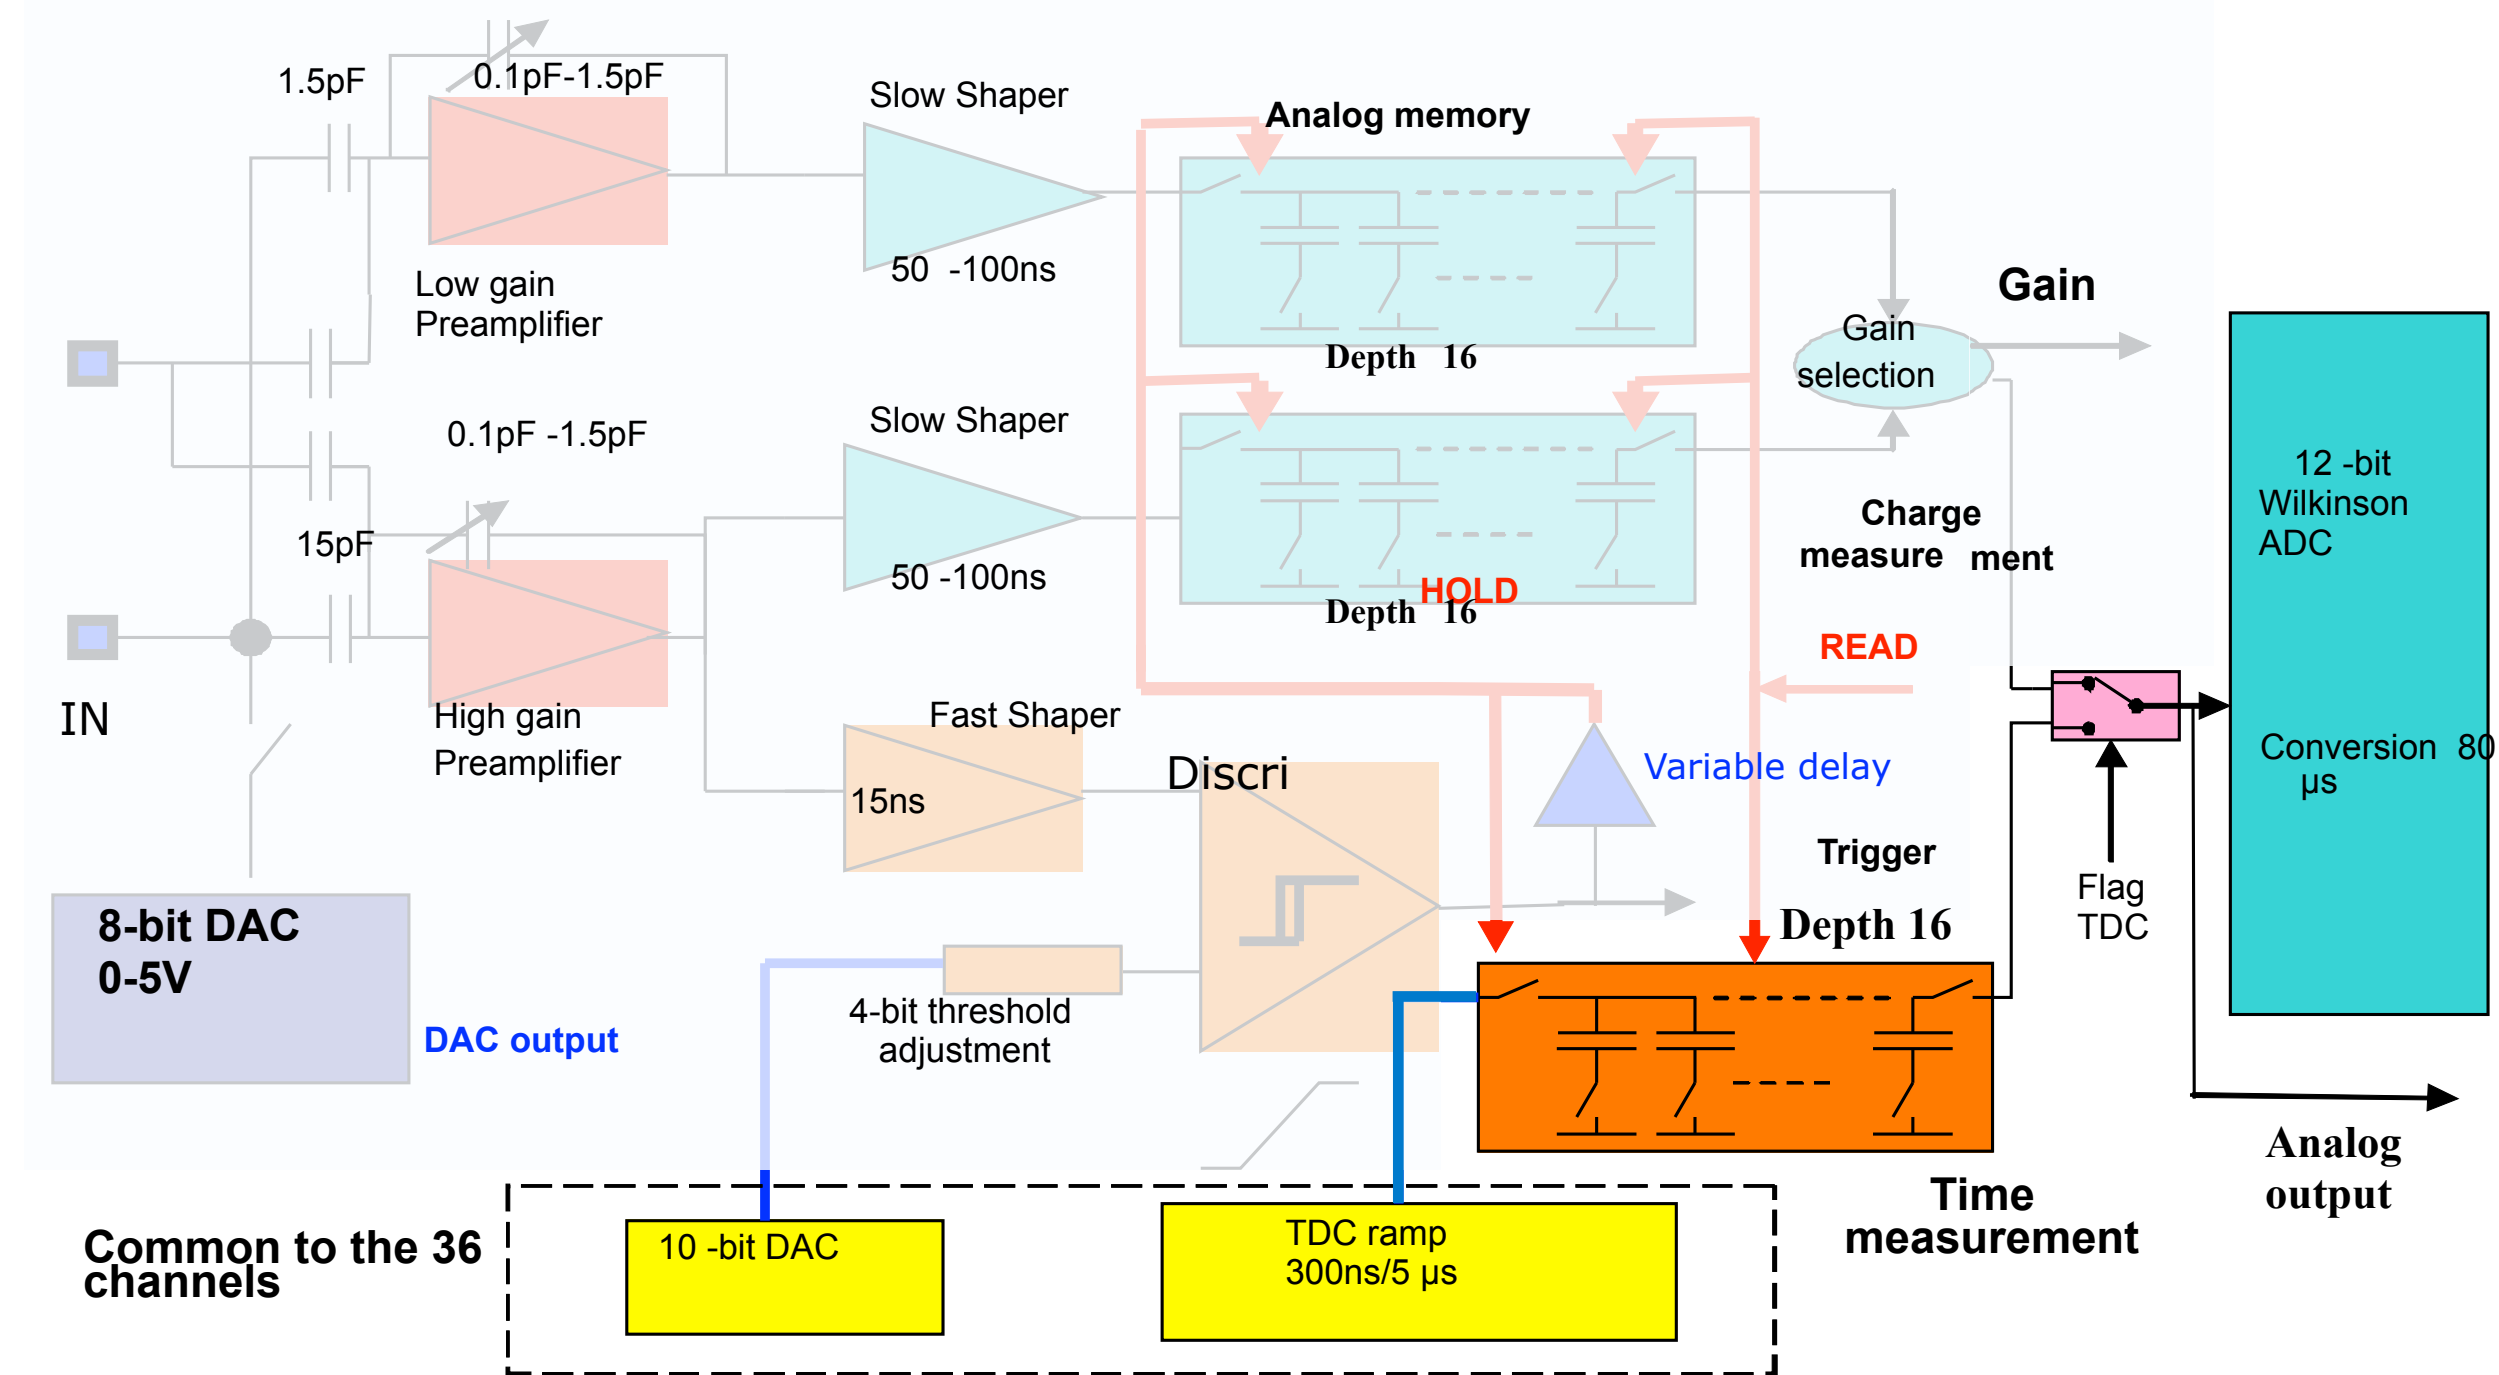 1.5pF
0.1pF-1.5pF
Slow Shaper
Analog memory
50 -100ns
Low gain
Preamplifier
Depth 16
Gain
Gain
selection
0.1pF -1.5pF
Slow Shaper
15pF
50 -100ns
HOLD
Depth 16
Charge
measure ment
READ
12 -bit
Wilkinson
ADC
Conversion 80
µs
IN
High gain
Preamplifier
Fast Shaper
15ns
Discri
Variable delay
Trigger
Flag
TDC
8-bit DAC
0-5V
DAC output
4-bit threshold
adjustment
Depth 16
Time
measurement
Analog
output
Common to the 36
channels
10 -bit DAC
TDC ramp
300ns/5 µs